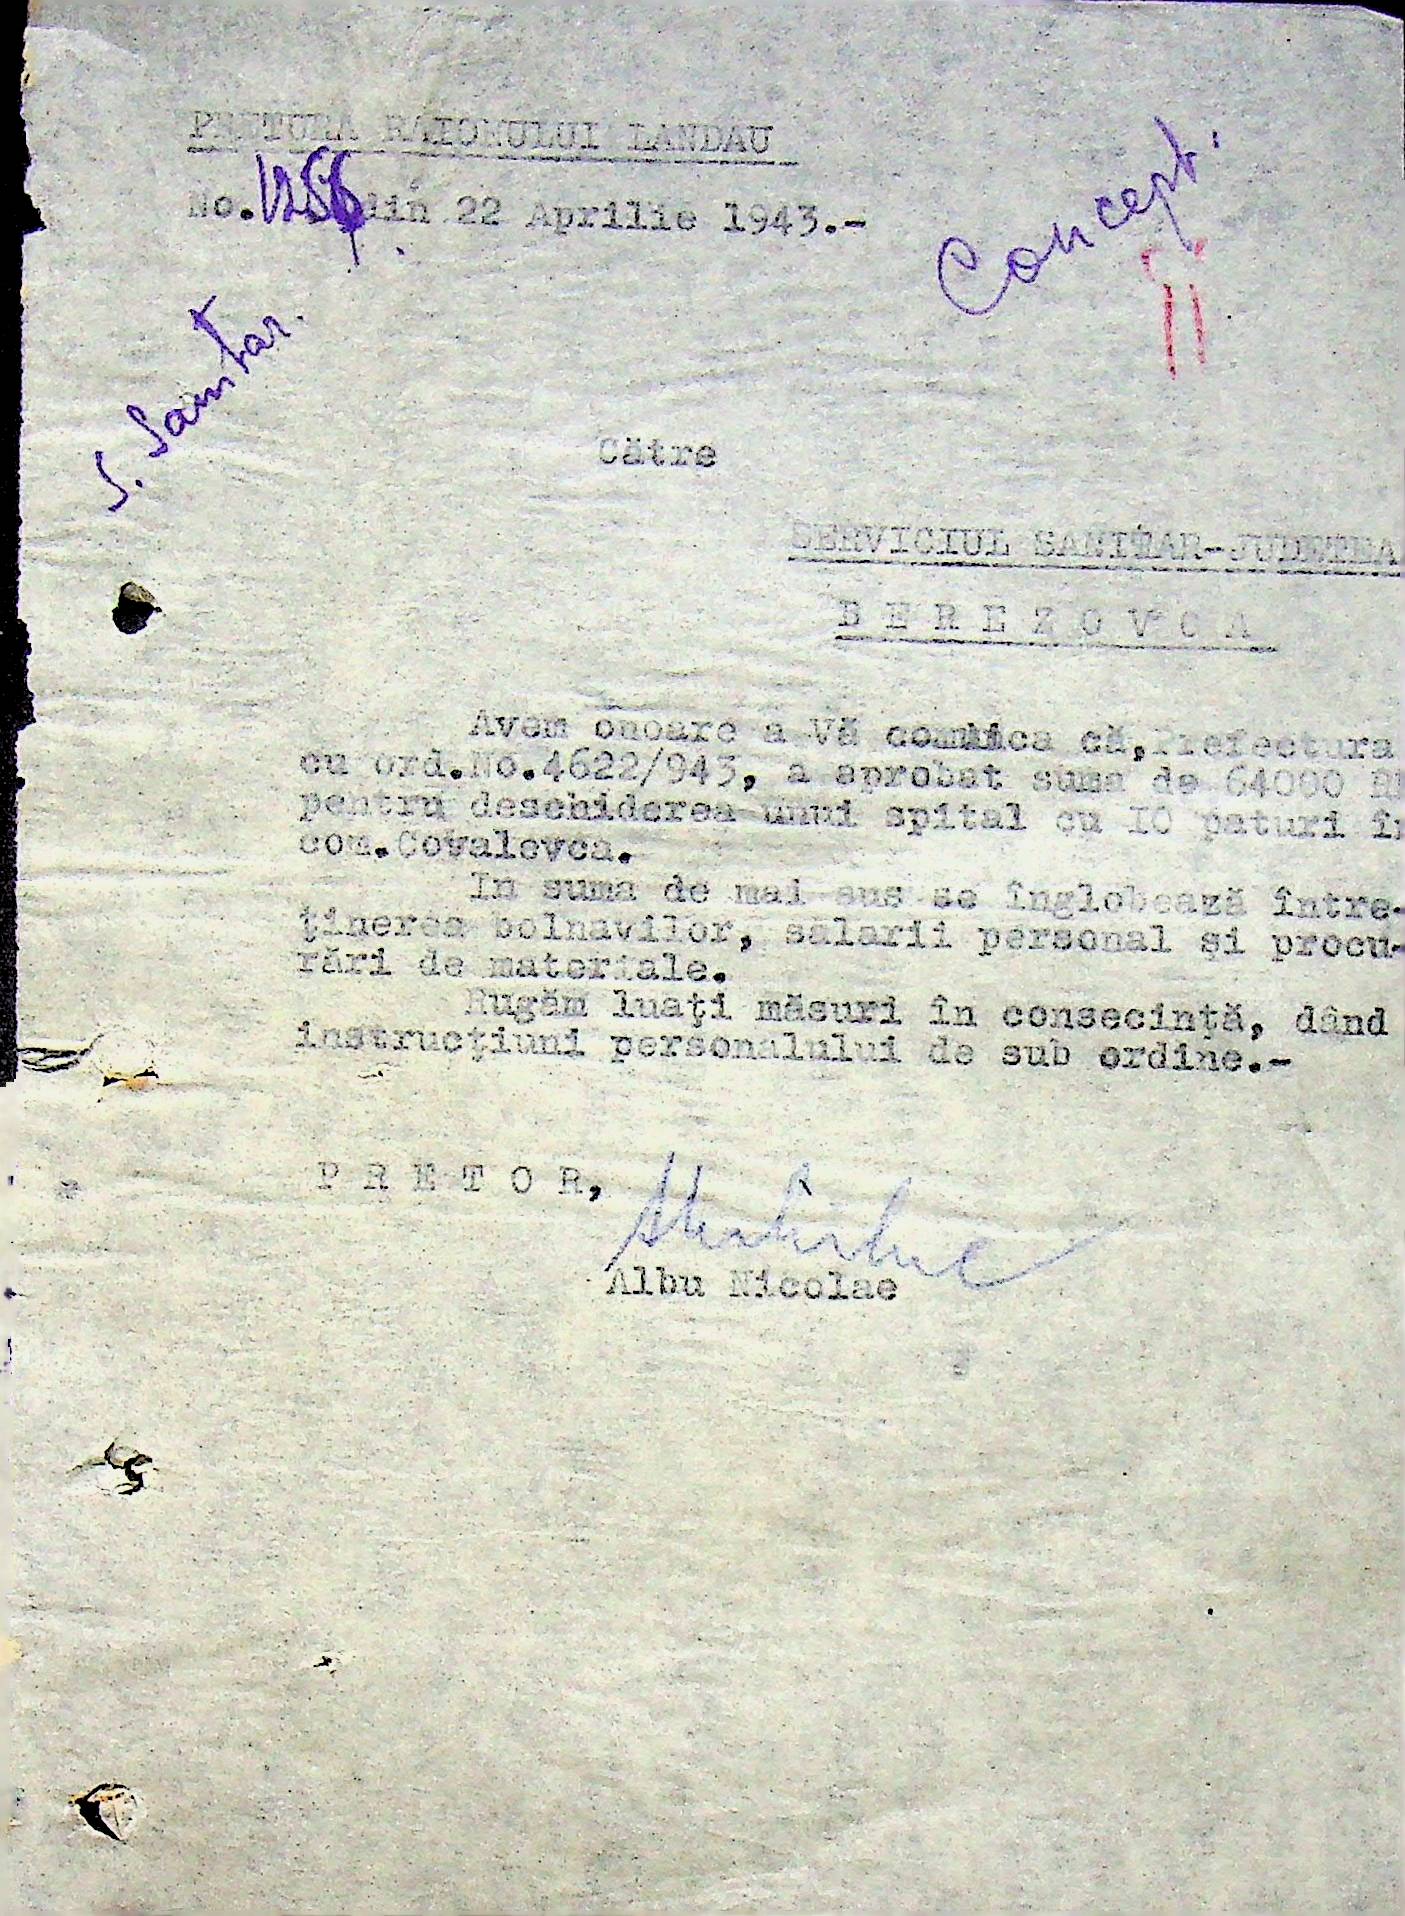 PRETURA RAIONULUI LANDAU
No. din 22 Aprilie 1943.-
Concept.
S. Sanitar.
Către
SERVICIUL SANITAR-JUDEȚEA
B E R E Z O V C A
Avem onoare a Vă comunica că, Prefectura
cu ord.No.4622/943, a aprobat suma de 64000 R
pentru deschiderea unui spital cu IO paturi în
com.Covalevca.
In suma de mai sus se înglobează între-
ținerea bolnavilor, salarii personal și procu-
rări de materiale.
Rugăm luați măsuri în consecință, dând
instrucțiuni personalului de sub ordine.-
P R E T O R,
Albu Nicolae